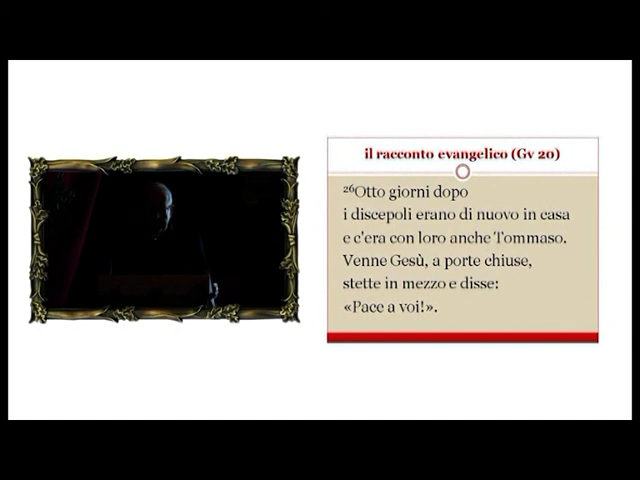 il racconto evangelico (Gv 20)
²⁶Otto giorni dopo
i discepoli erano di nuovo in casa
e c'era con loro anche Tommaso.
Venne Gesù, a porte chiuse,
stette in mezzo e disse:
«Pace a voi!».